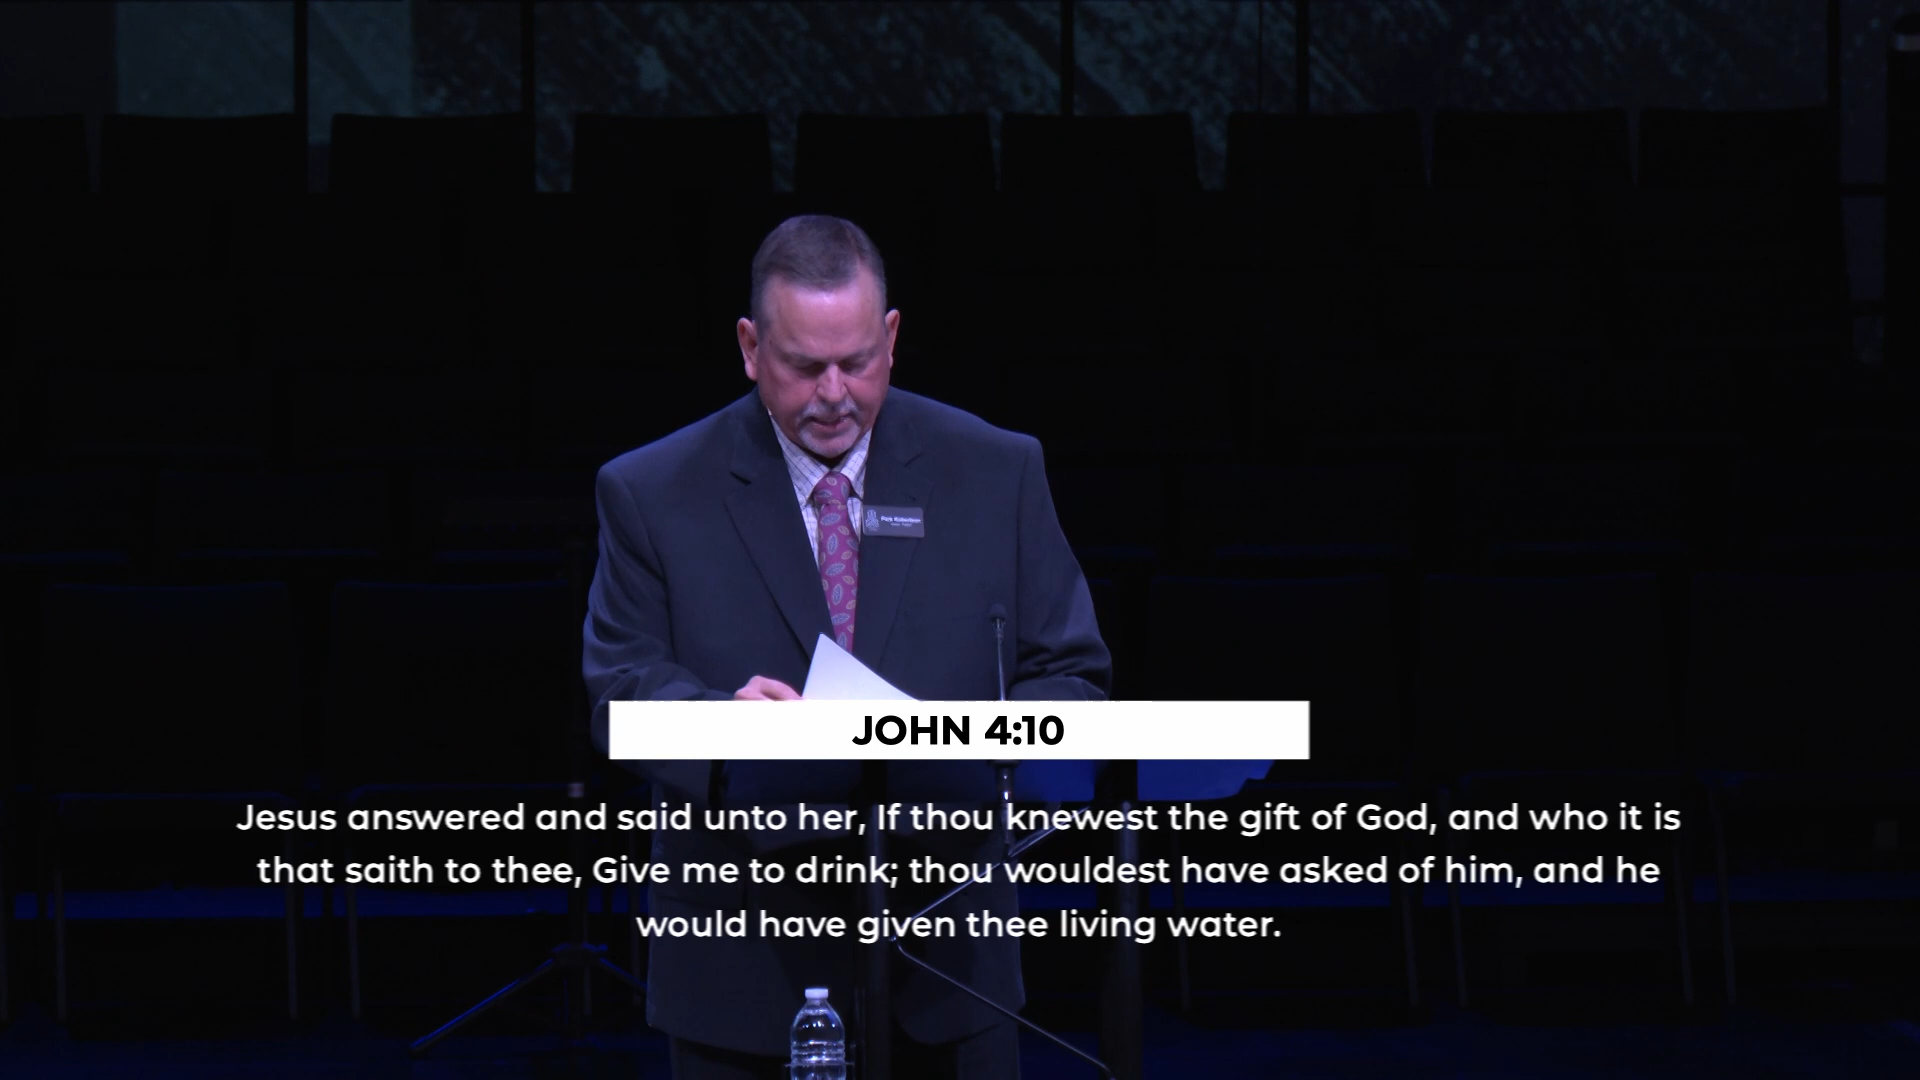 JOHN 4:10
Jesus answered and said unto her, If thou knewest the gift of God, and who it is
that saith to thee, Give me to drink; thou wouldest have asked of him, and he
would have given thee living water.